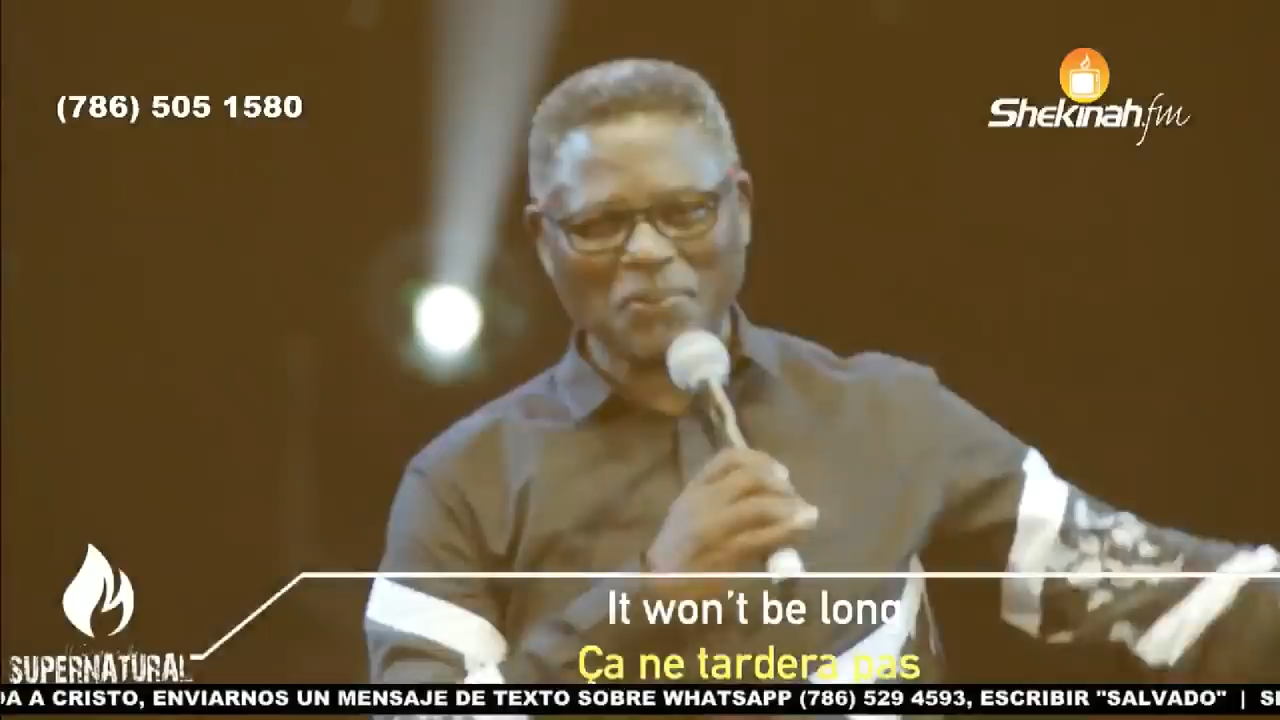 (786) 505 1580
Shekinah.fm
It won't be long
Ça ne tardera pas
SUPERNATURAL
DA A CRISTO, ENVIARNOS UN MENSAJE DE TEXTO SOBRE WHATSAPP (786) 529 4593, ESCRIBIR "SALVADO" |